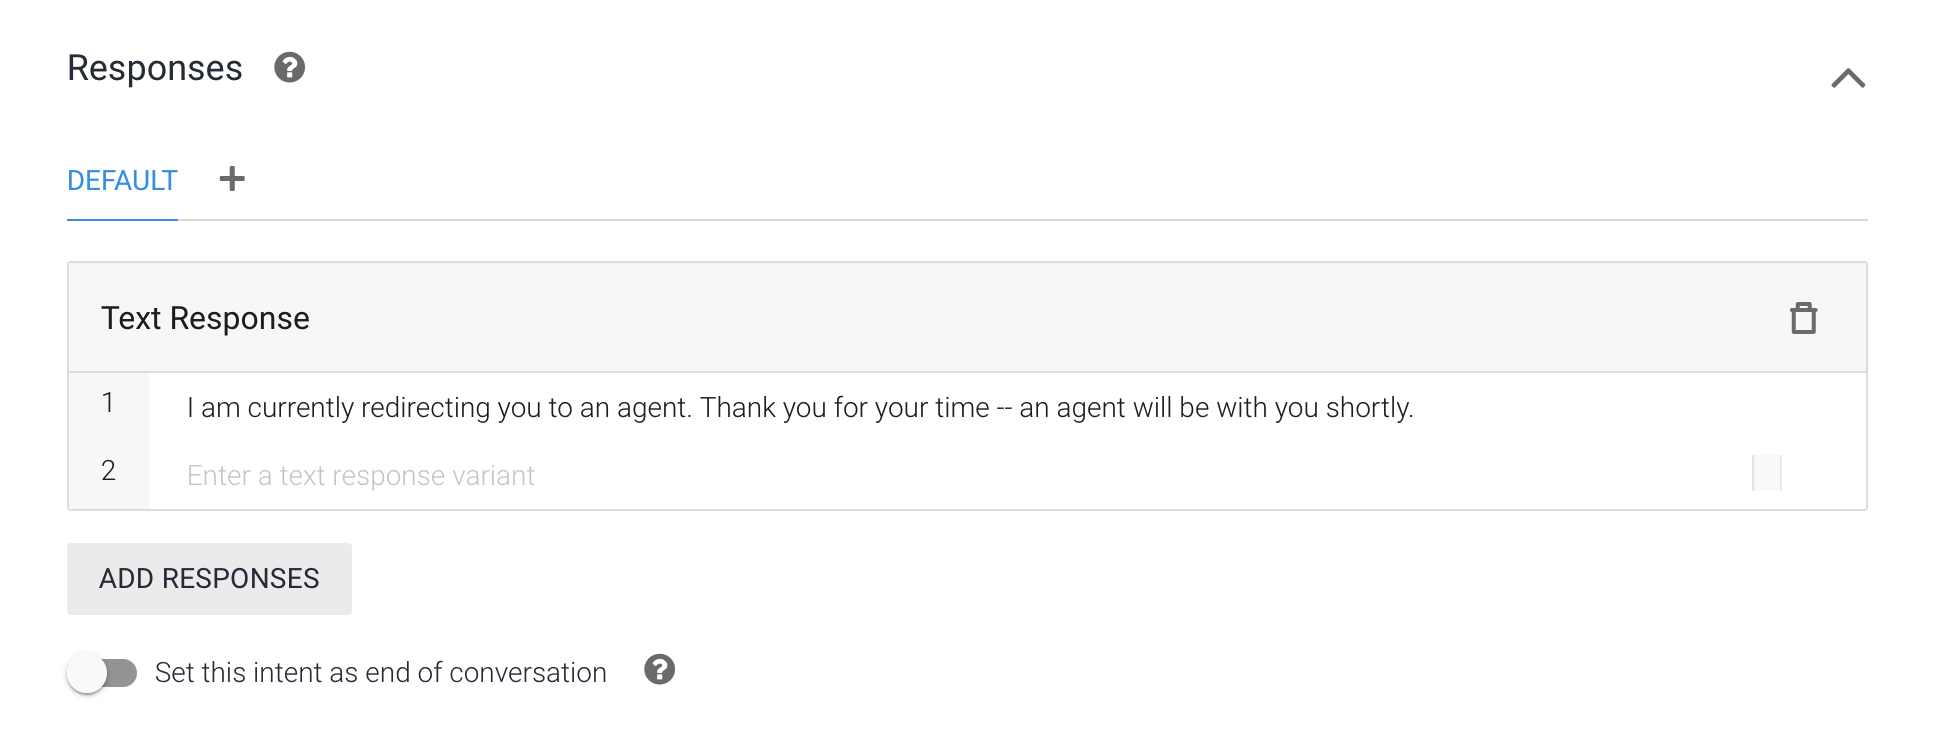 Responses ?
DEFAULT +
Text Response
1 I am currently redirecting you to an agent. Thank you for your time -- an agent will be with you shortly.
2 Enter a text response variant
ADD RESPONSES
Set this intent as end of conversation ?